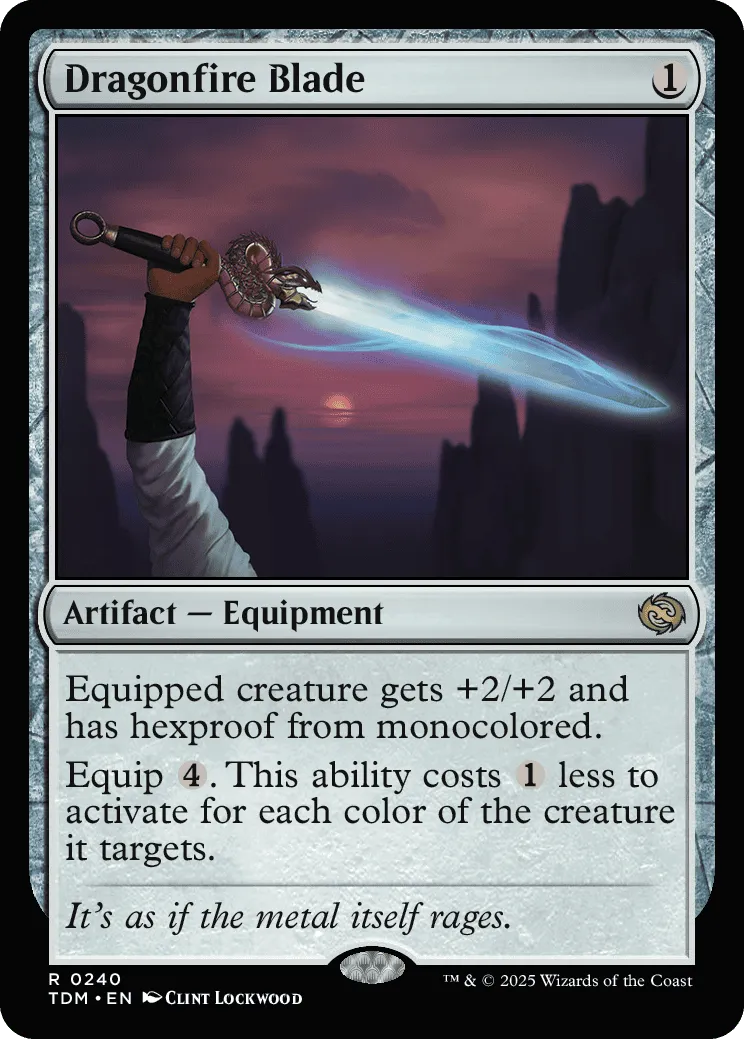 Dragonfire Blade 1
Artifact — Equipment
Equipped creature gets +2/+2 and
has hexproof from monocolored.
Equip 4. This ability costs 1 less to
activate for each color of the creature
it targets.
It's as if the metal itself rages.
R 0240
TDM • EN Clint Lockwood
™ & © 2025 Wizards of the Coast